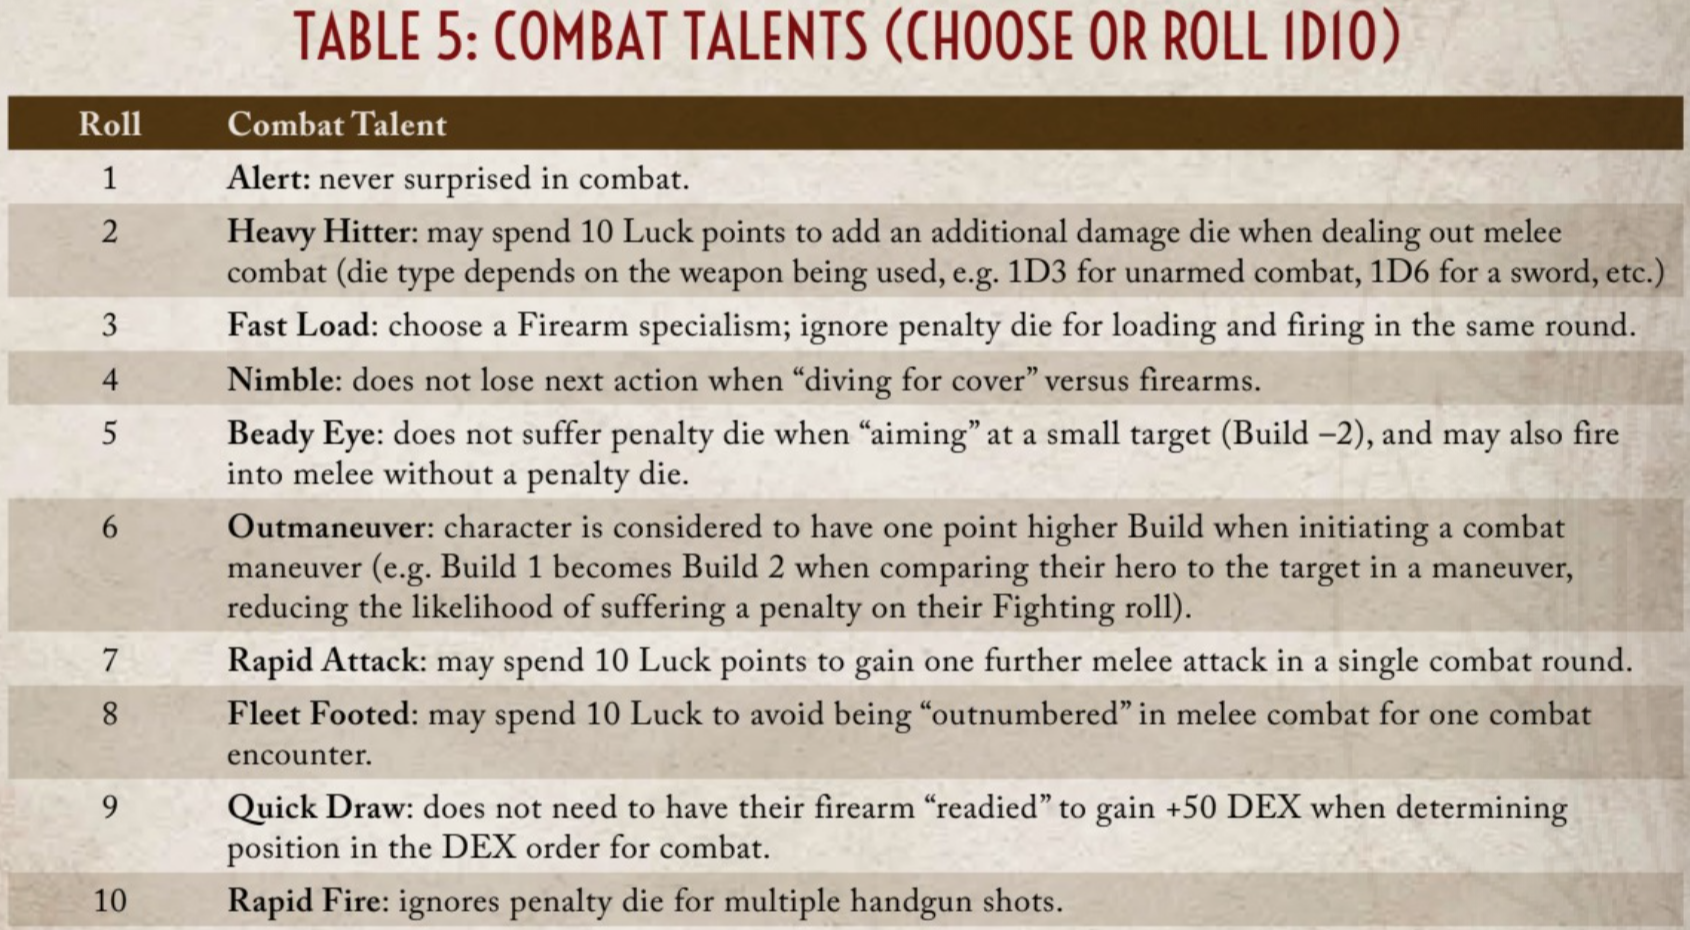 TABLE 5: COMBAT TALENTS (CHOOSE OR ROLL 1D10)
Roll Combat Talent
1 Alert: never surprised in combat.
2 Heavy Hitter: may spend 10 Luck points to add an additional damage die when dealing out melee
combat (die type depends on the weapon being used, e.g. 1D3 for unarmed combat, 1D6 for a sword, etc.)
3 Fast Load: choose a Firearm specialism; ignore penalty die for loading and firing in the same round.
4 Nimble: does not lose next action when “diving for cover” versus firearms.
5 Beady Eye: does not suffer penalty die when “aiming” at a small target (Build –2), and may also fire
into melee without a penalty die.
6 Outmaneuver: character is considered to have one point higher Build when initiating a combat
maneuver (e.g. Build 1 becomes Build 2 when comparing their hero to the target in a maneuver,
reducing the likelihood of suffering a penalty on their Fighting roll).
7 Rapid Attack: may spend 10 Luck points to gain one further melee attack in a single combat round.
8 Fleet Footed: may spend 10 Luck to avoid being “outnumbered” in melee combat for one combat
encounter.
9 Quick Draw: does not need to have their firearm “readied” to gain +50 DEX when determining
position in the DEX order for combat.
10 Rapid Fire: ignores penalty die for multiple handgun shots.